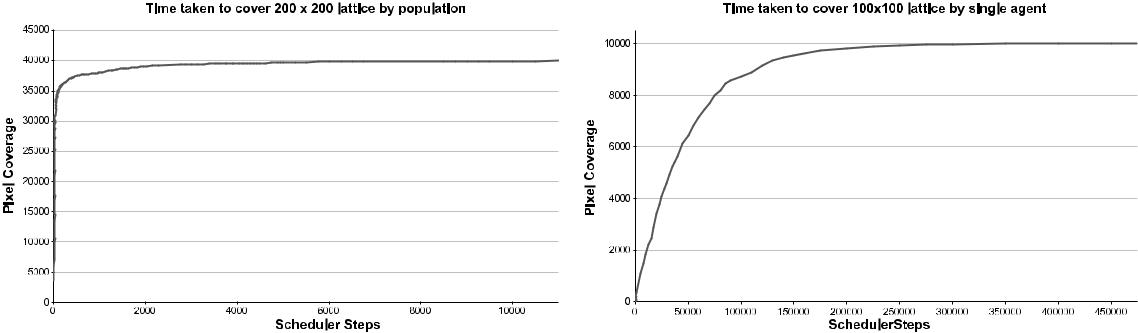 Time taken to cover 200 x 200 lattice by population
45000
40000
35000
30000
25000
20000
15000
10000
5000
0
Pixel Coverage
0 2000 4000 6000 8000 10000
Scheduler Steps
Time taken to cover 100x100 lattice by single agent
10000
8000
6000
4000
2000
0
Pixel Coverage
0 50000 100000 150000 200000 250000 300000 350000 400000 450000
SchedulerSteps